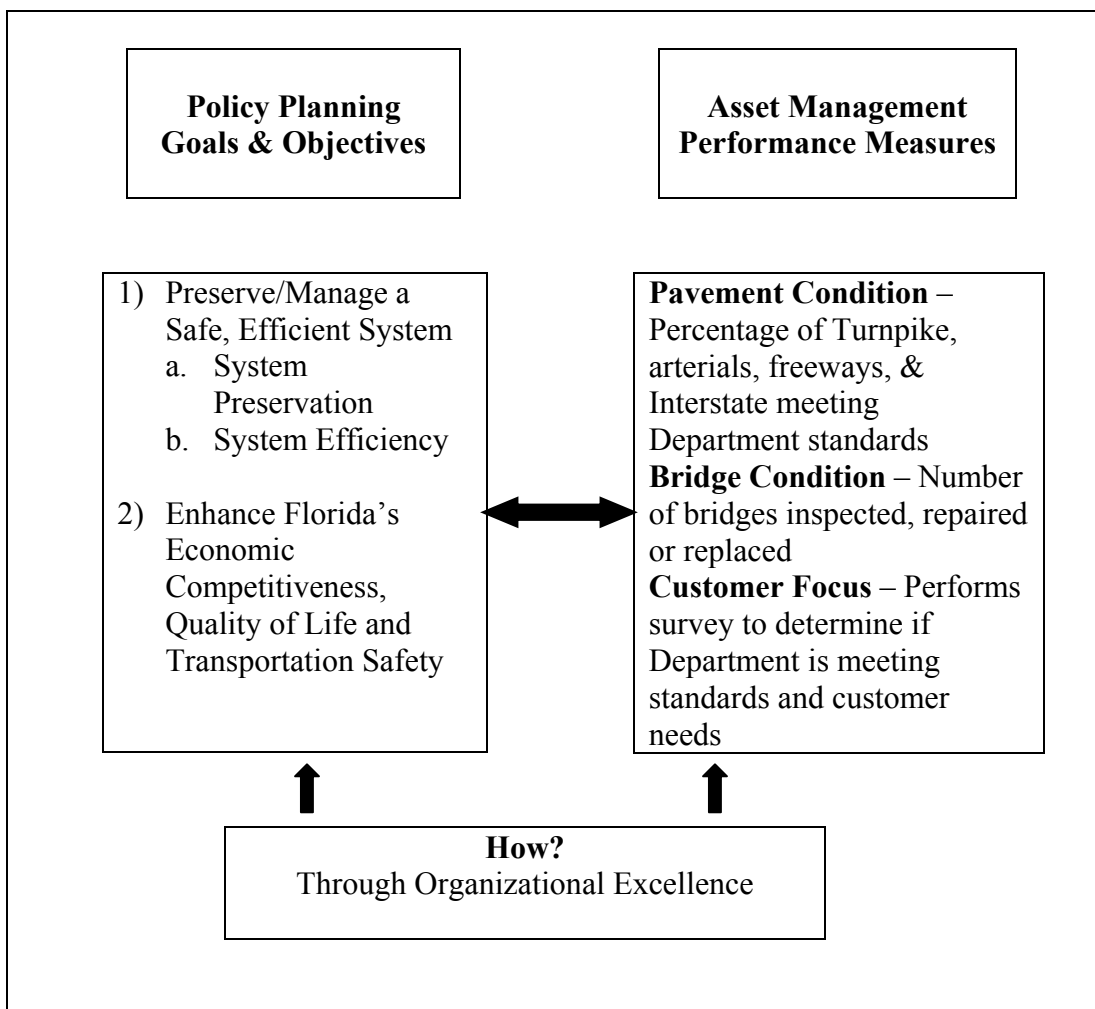 Policy Planning
Goals & Objectives
Asset Management
Performance Measures
1) Preserve/Manage a
Safe, Efficient System
a. System
Preservation
b. System Efficiency
2) Enhance Florida’s
Economic
Competitiveness,
Quality of Life and
Transportation Safety
Pavement Condition –
Percentage of Turnpike,
arterials, freeways, &
Interstate meeting
Department standards
Bridge Condition – Number
of bridges inspected, repaired
or replaced
Customer Focus – Performs
survey to determine if
Department is meeting
standards and customer
needs
How?
Through Organizational Excellence